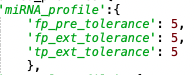 'miRNA_profile':{
'fp_pre_tolerance': 5,
'fp_ext_tolerance': 5,
'tp_ext_tolerance': 5
},